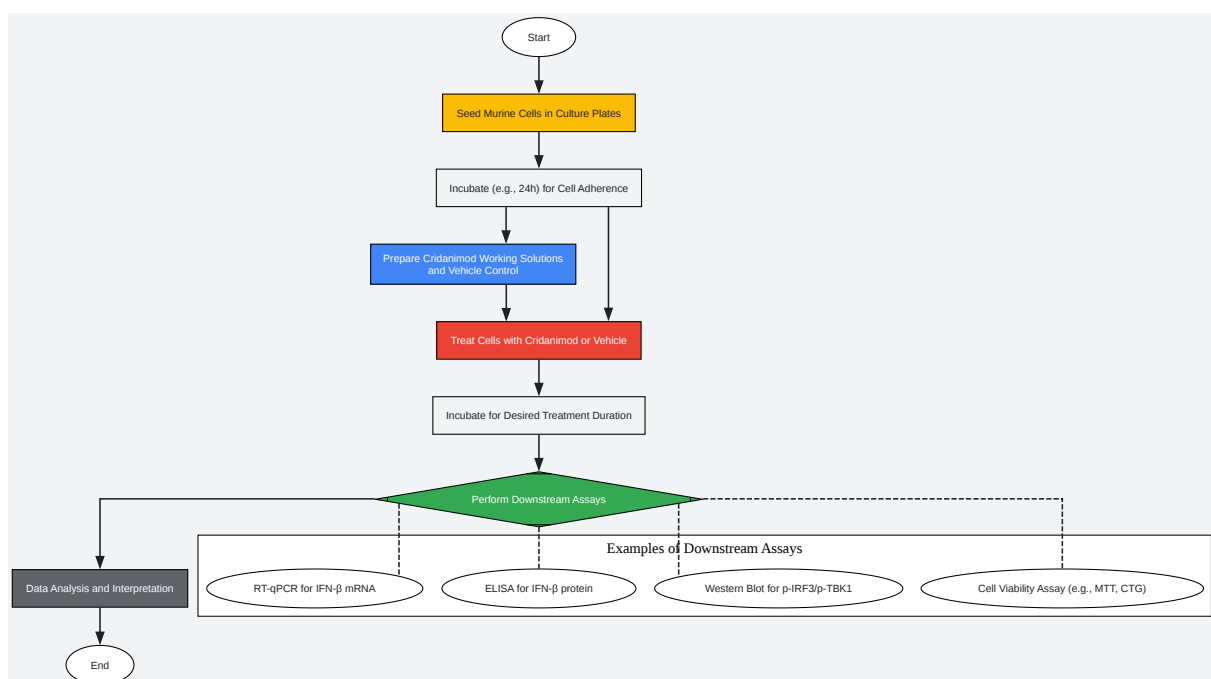 Start
Seed Murine Cells in Culture Plates
Incubate (e.g., 24h) for Cell Adherence
Prepare Cridanimod Working Solutions
and Vehicle Control
Treat Cells with Cridanimod or Vehicle
Incubate for Desired Treatment Duration
Perform Downstream Assays
Examples of Downstream Assays
Data Analysis and Interpretation
RT-qPCR for IFN-β mRNA
ELISA for IFN-β protein
Western Blot for p-IRF3/p-TBK1
Cell Viability Assay (e.g., MTT, CTG)
End